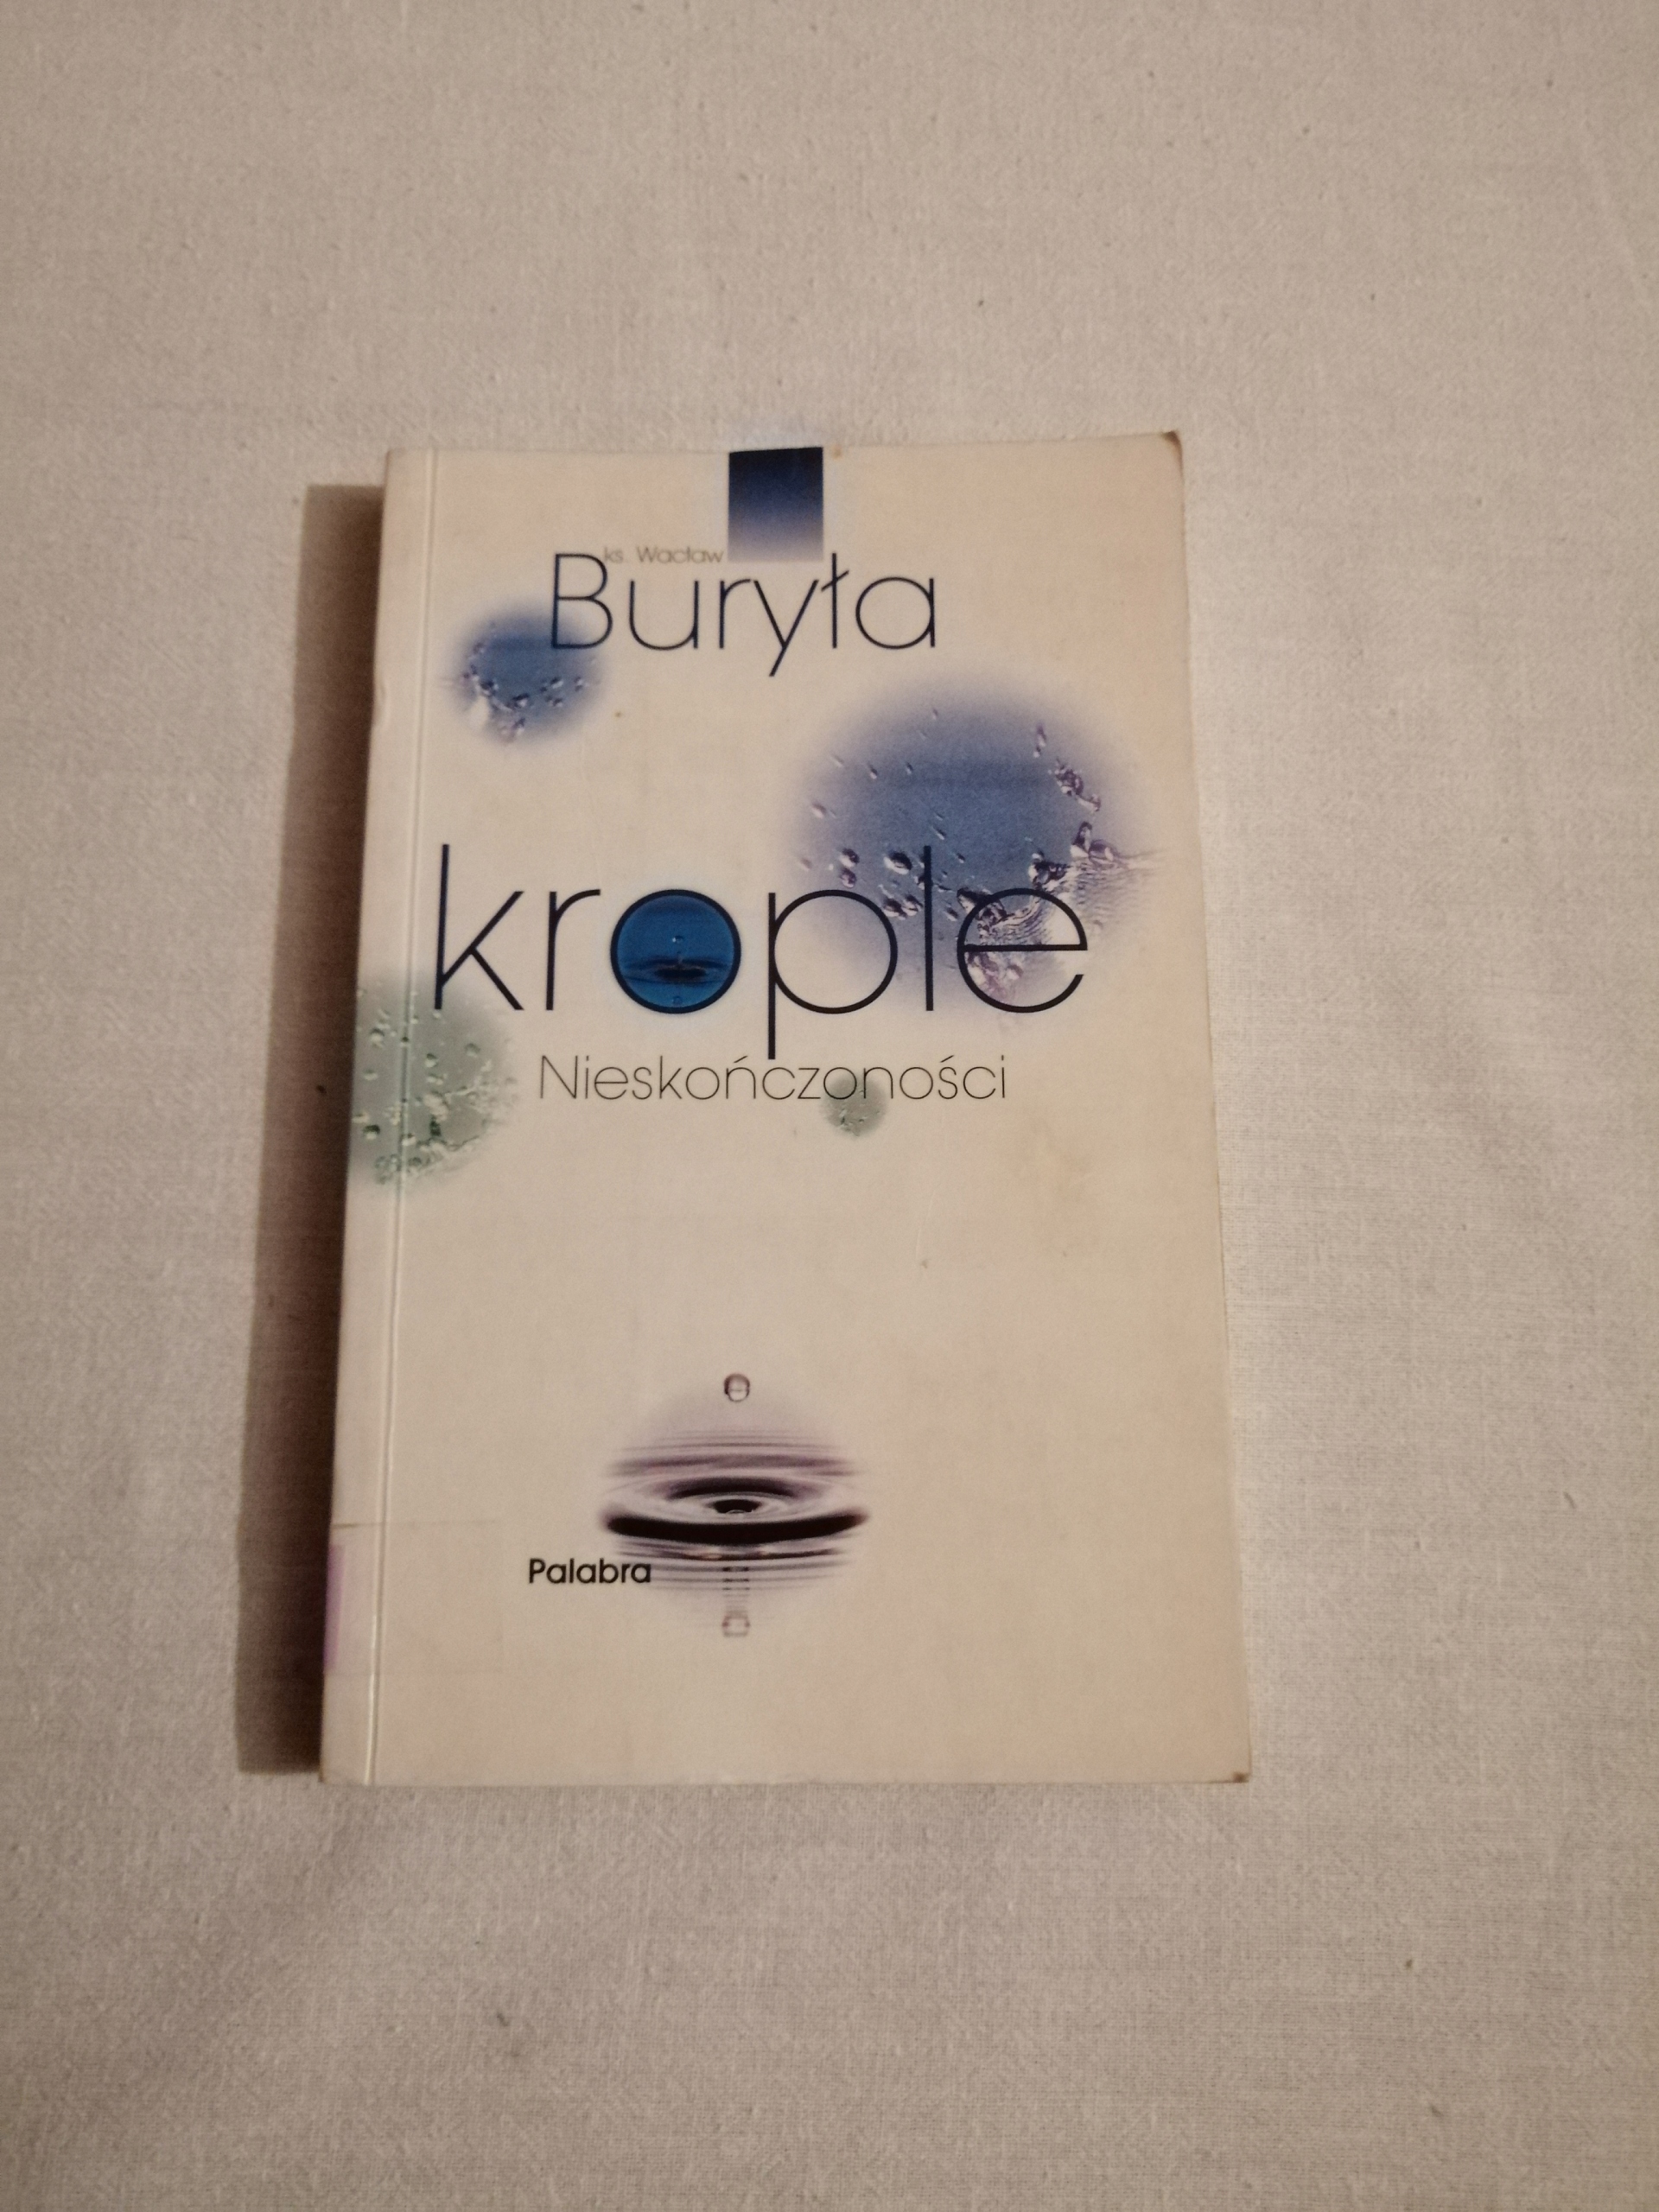 ks. Wacław
Buryła
krople
Nieskończoności
Palabra